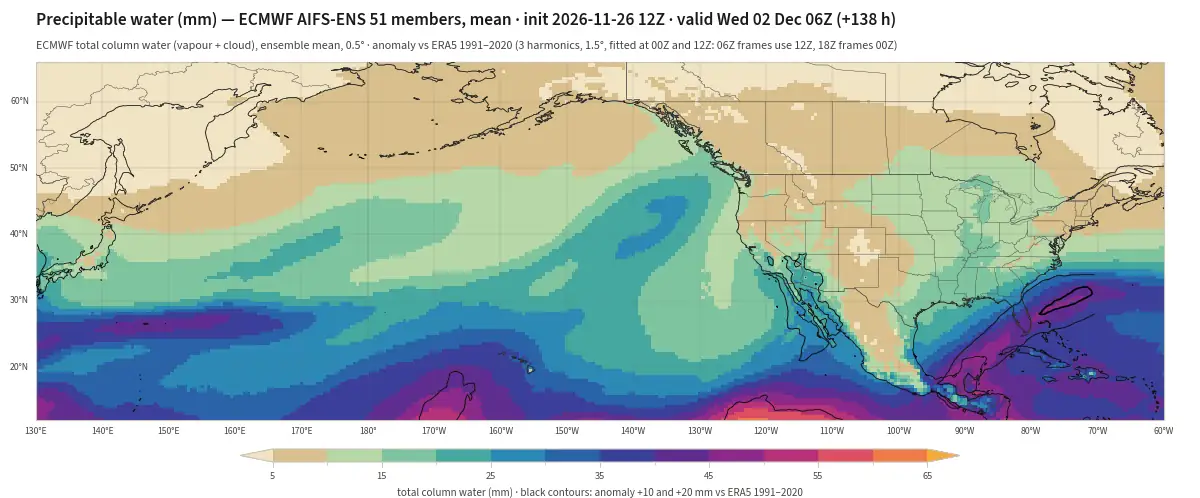 Precipitable water (mm) — ECMWF AIFS-ENS 51 members, mean · init 2026-11-26 12Z · valid Wed 02 Dec 06Z (+138 h)
ECMWF total column water (vapour + cloud), ensemble mean, 0.5° · anomaly vs ERA5 1991–2020 (3 harmonics, 1.5°, fitted at 00Z and 12Z: 06Z frames use 12Z, 18Z frames 00Z)
60°N
50°N
40°N
30°N
20°N
130°E 140°E 150°E 160°E 170°E 180° 170°W 160°W 150°W 140°W 130°W 120°W 110°W 100°W 90°W 80°W 70°W 60°W
5 15 25 35 45 55 65
total column water (mm) · black contours: anomaly +10 and +20 mm vs ERA5 1991–2020